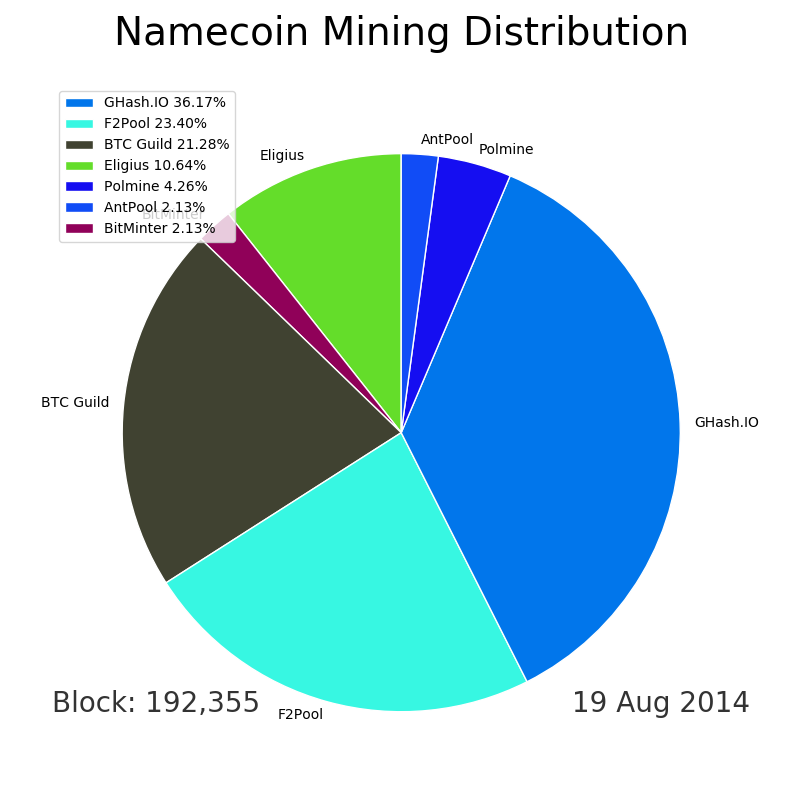 Namecoin Mining Distribution
GHash.IO 36.17%
F2Pool 23.40%
BTC Guild 21.28%
Eligius 10.64%
Polmine 4.26%
AntPool 2.13%
BitMinter 2.13%
AntPool
Polmine
Eligius
BitMinter
BTC Guild
GHash.IO
F2Pool
Block: 192,355
19 Aug 2014